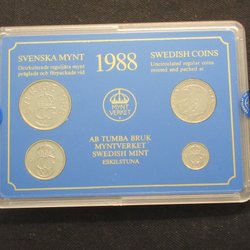 SVENSKA MYNT
Ocirkulerade reguljära mynt
präglade och förpackade vid
1988
SWEDISH COINS
Uncirculated regular coins
minted and packed at
MYNT
VERKET
AB TUMBA BRUK
MYNTVERKET
SWEDISH MINT
ESKILSTUNA